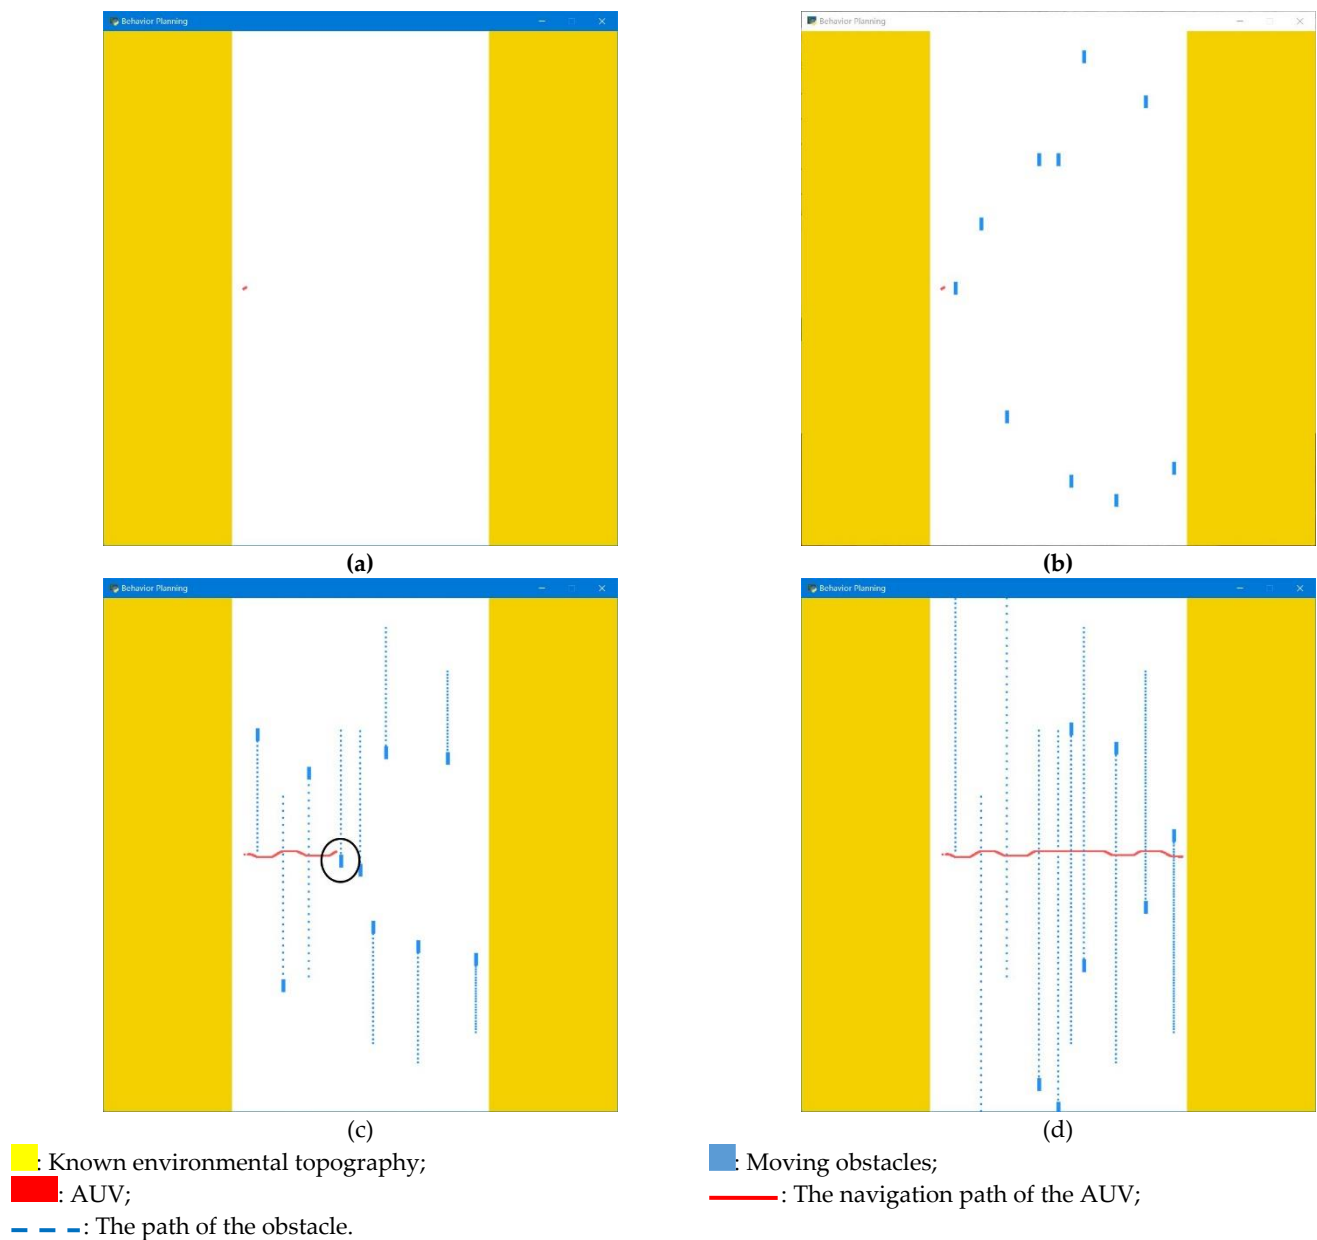 Behavior Planning
Behavior Planning
(a)
(b)
Behavior Planning
Behavior Planning
(c)
(d)
: Known environmental topography;
: Moving obstacles;
: AUV;
: The navigation path of the AUV;
: The path of the obstacle.